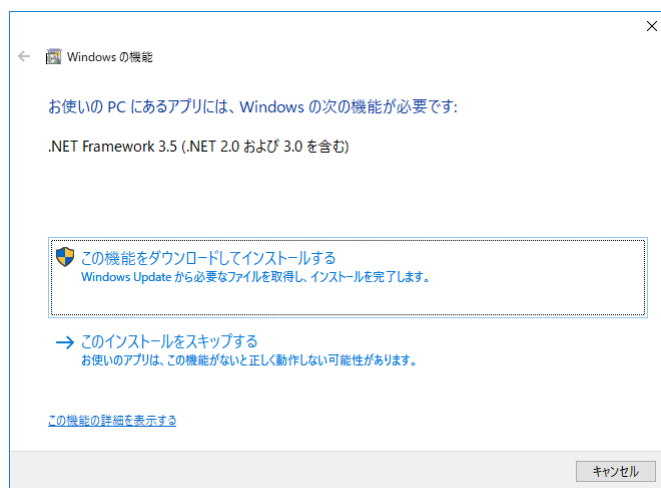 Windows の機能
お使いの PC にあるアプリには、Windows の次の機能が必要です:
.NET Framework 3.5 (.NET 2.0 および 3.0 を含む)
この機能をダウンロードしてインストールする
Windows Update から必要なファイルを取得し、インストールを完了します。
このインストールをスキップする
お使いのアプリは、この機能がないと正しく動作しない可能性があります。
この機能の詳細を表示する
キャンセル